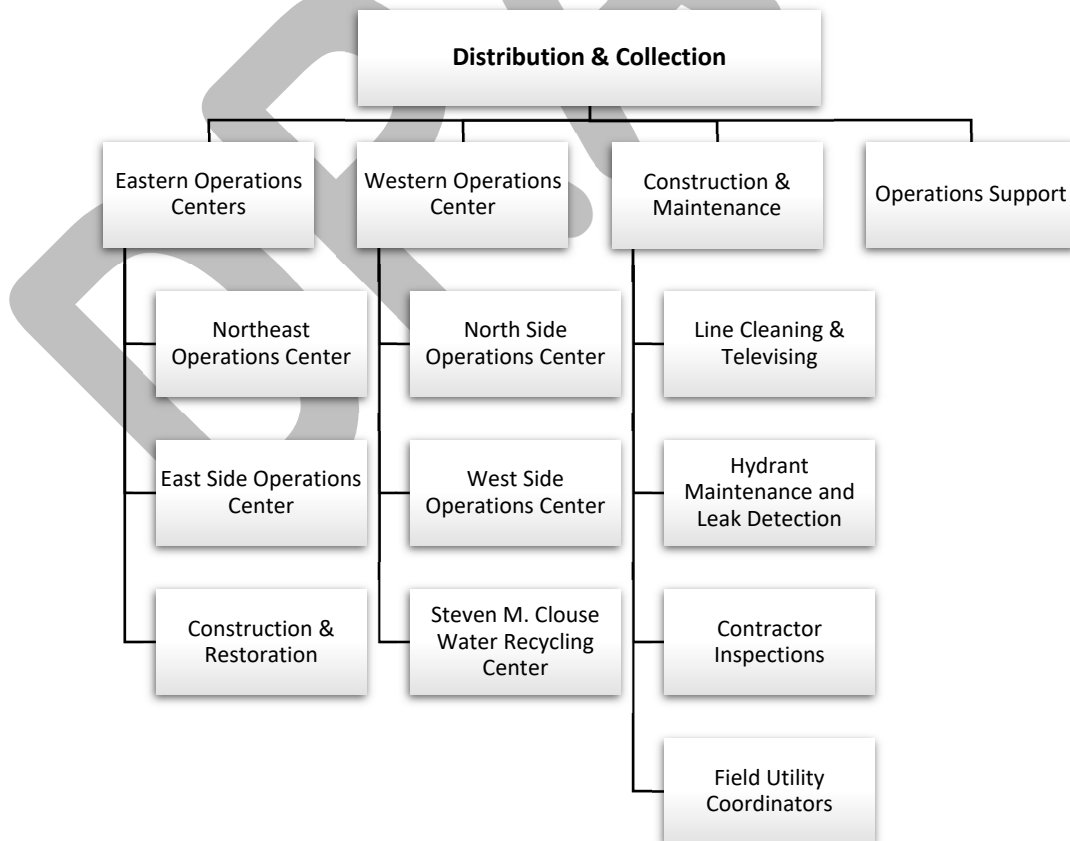 Distribution & Collection
Eastern Operations
Centers
Western Operations
Center
Construction &
Maintenance
Operations Support
Northeast
Operations Center
North Side
Operations Center
Line Cleaning &
Televising
East Side Operations
Center
West Side
Operations Center
Hydrant
Maintenance and
Leak Detection
Construction &
Restoration
Steven M. Clouse
Water Recycling
Center
Contractor
Inspections
Field Utility
Coordinators